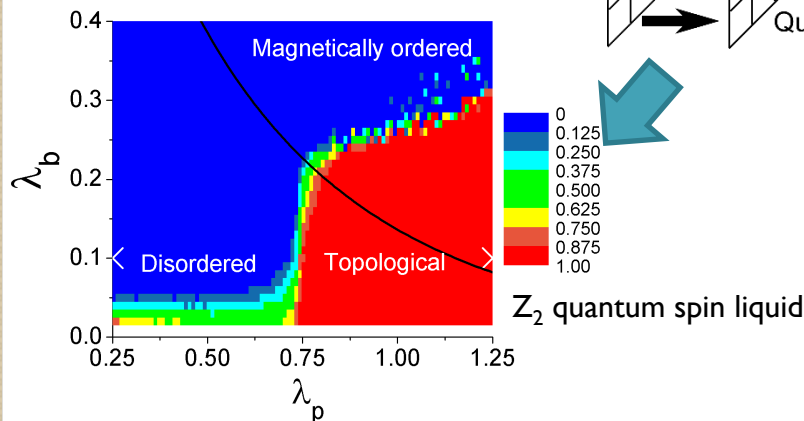 Qu
0.4
0.3
0.2
0.1
0.0
λb
Magnetically ordered
Disordered
Topological
0.25
0.50
0.75
1.00
1.25
λp
0
0.125
0.250
0.375
0.500
0.625
0.750
0.875
1.00
Z₂ quantum spin liquid